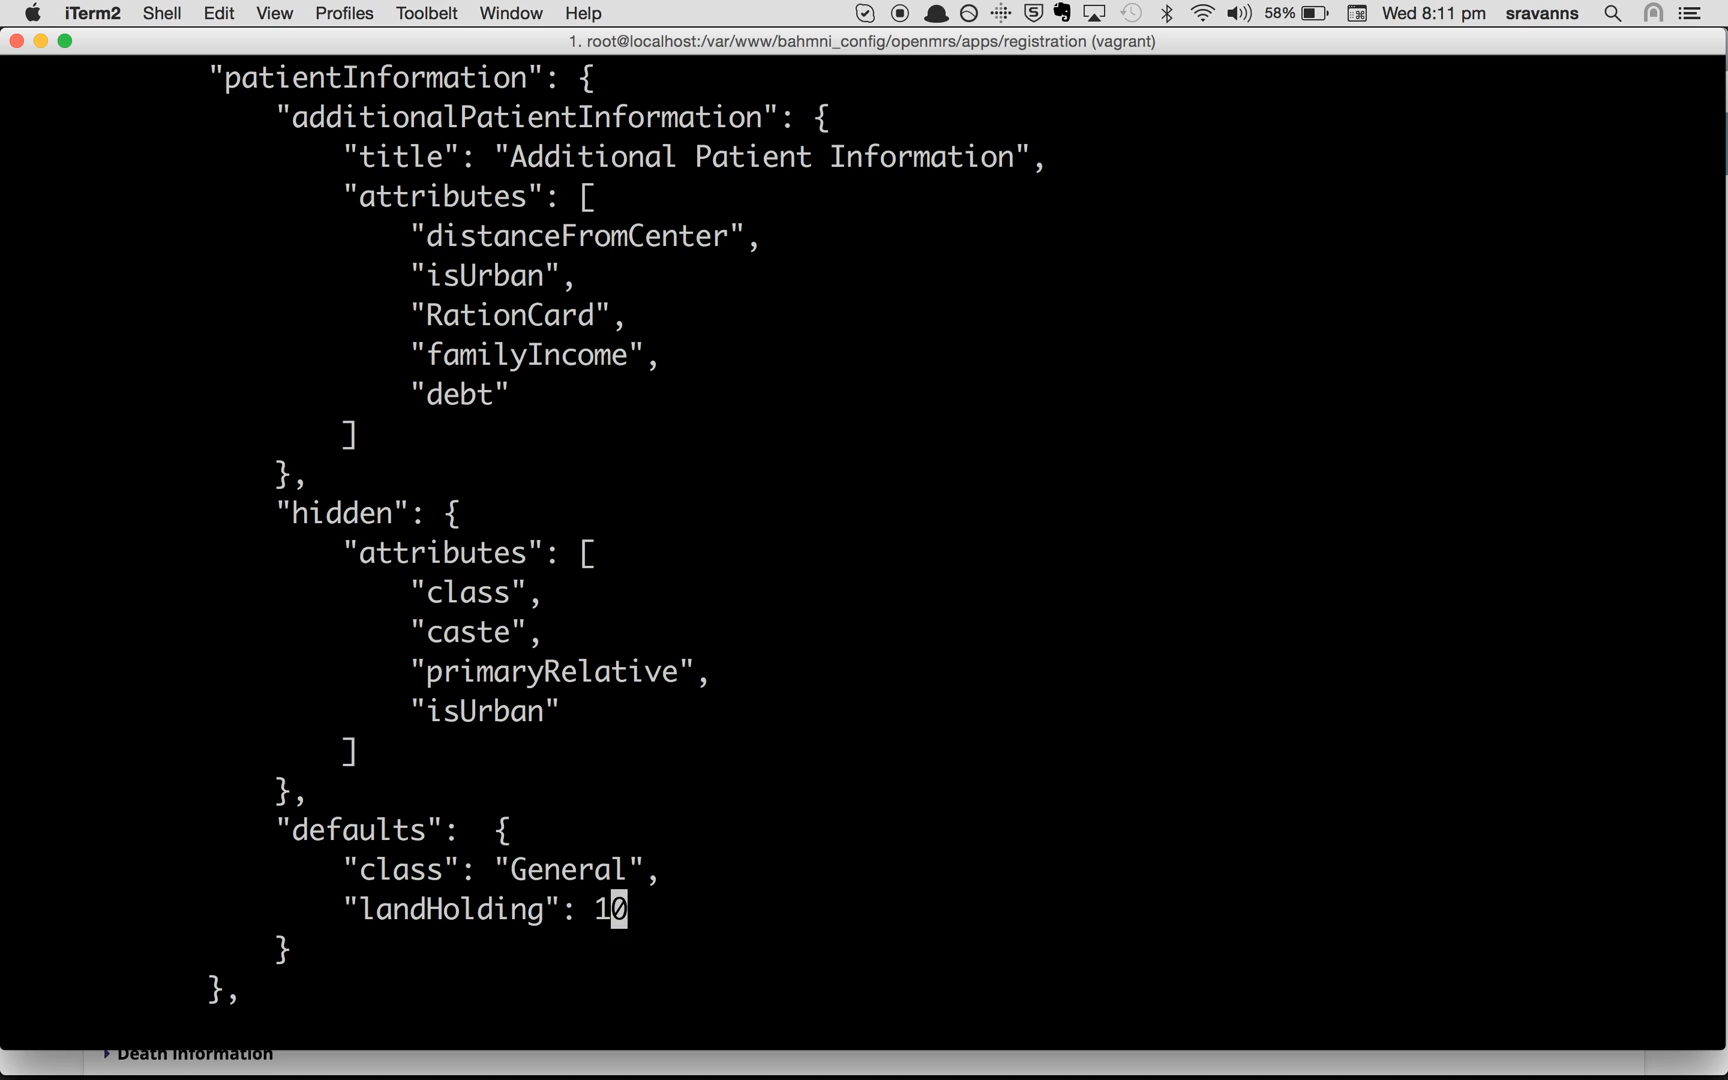 iTerm2 Shell Edit View Profiles Toolbelt Window Help 58% Wed 8:11 pm sravanns
1. root@localhost:/var/www/bahmni_config/openmrs/apps/registration (vagrant)
"patientInformation": {
"additionalPatientInformation": {
"title": "Additional Patient Information",
"attributes": [
"distanceFromCenter",
"isUrban",
"RationCard",
"familyIncome",
"debt"
]
},
"hidden": {
"attributes": [
"class",
"caste",
"primaryRelative",
"isUrban"
]
},
"defaults":  {
"class": "General",
"landHolding": 10
}
},
Death Information